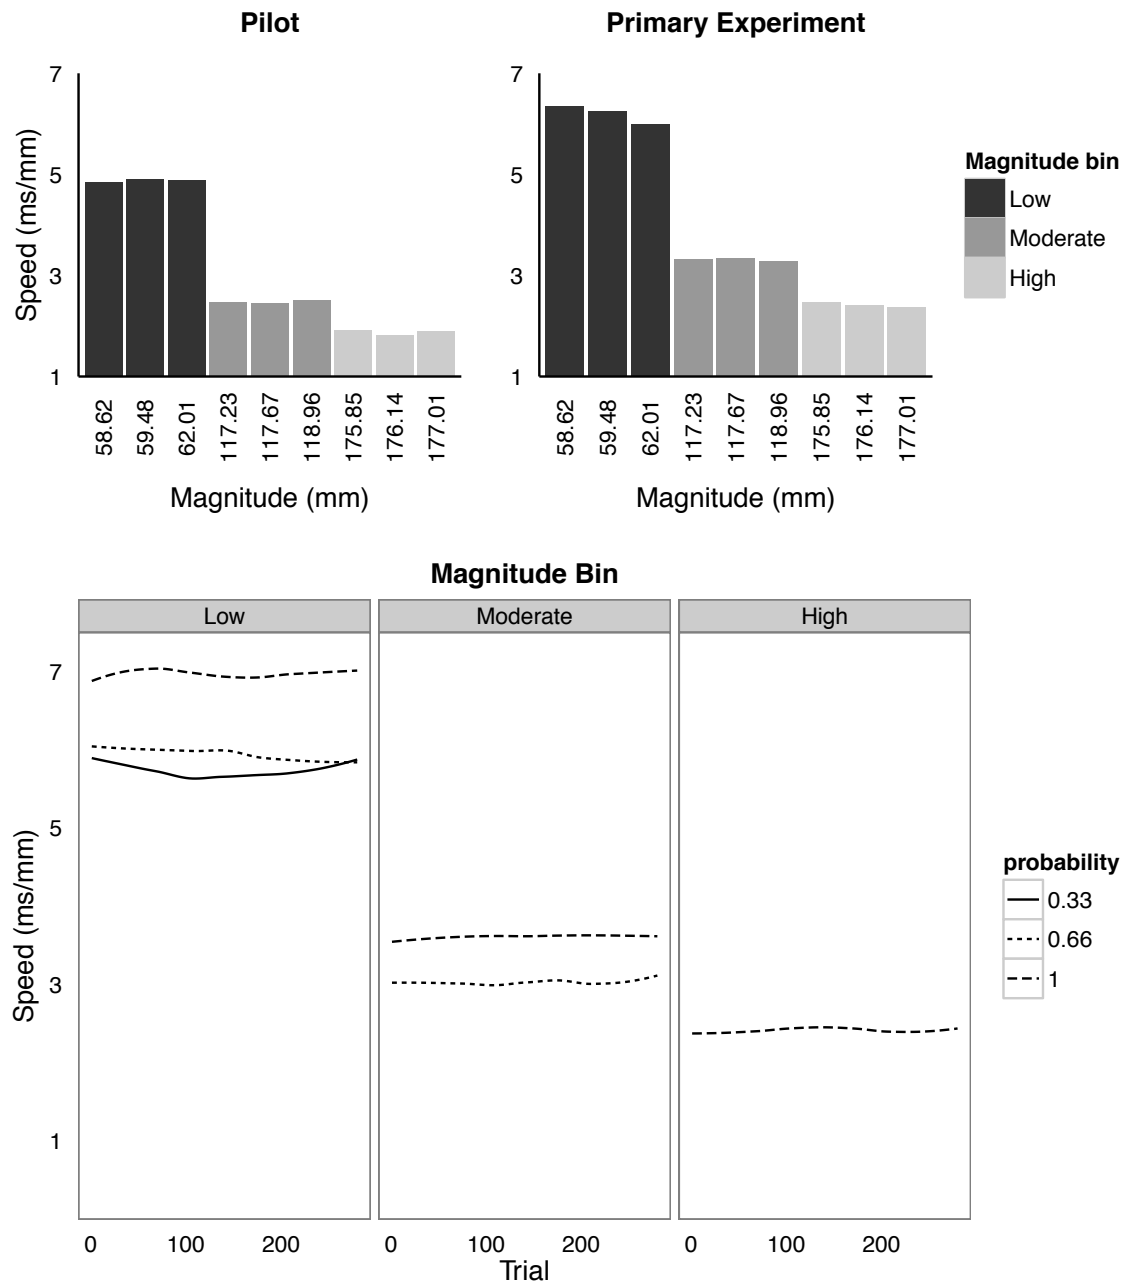 Pilot
Primary Experiment
7
5
3
1
Speed (ms/mm)
58.62
59.48
62.01
117.23
117.67
118.96
175.85
176.14
177.01
Magnitude (mm)
7
5
3
1
58.62
59.48
62.01
117.23
117.67
118.96
175.85
176.14
177.01
Magnitude (mm)
Magnitude bin
Low
Moderate
High
Magnitude Bin
Low
Moderate
High
7
5
3
1
Speed (ms/mm)
0 100 200
0 100 200
0 100 200
Trial
probability
0.33
0.66
1